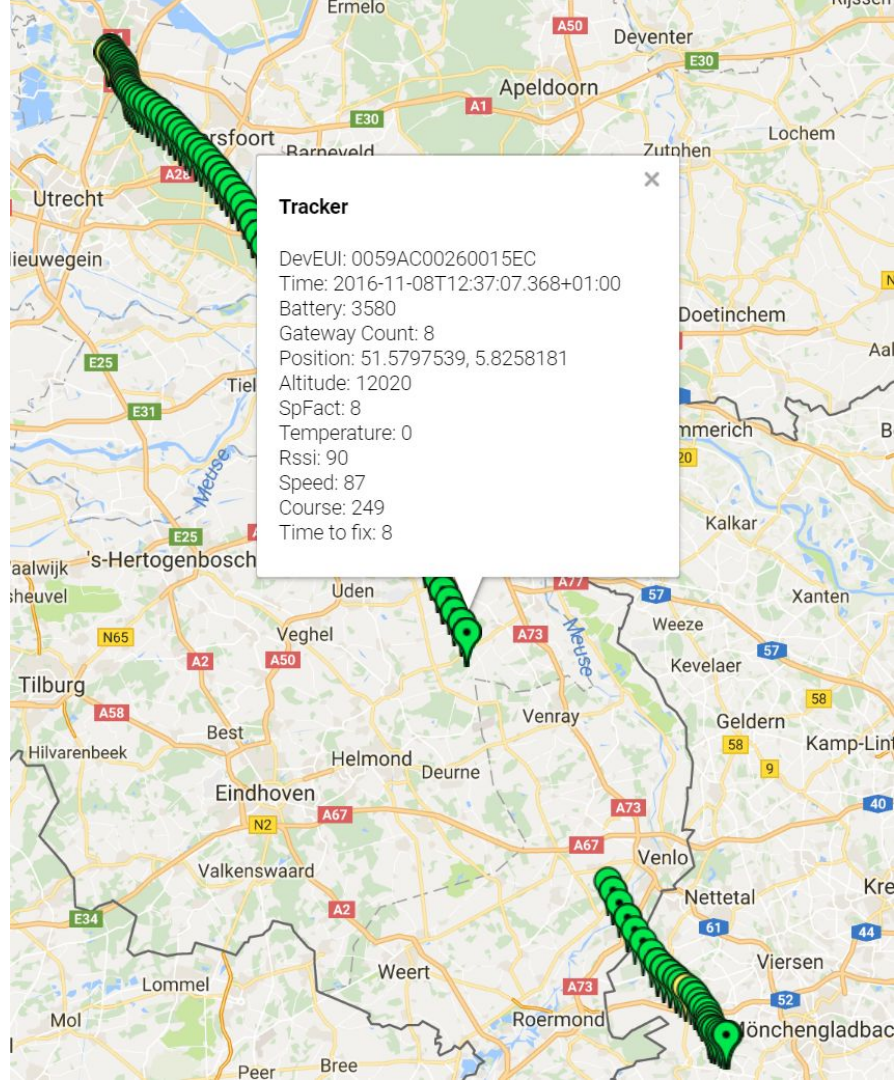 Ermelo
A50
Deventer
E30
Apeldoorn
A1
E30
Lochem
rsfoort
Barneveld
Zutphen
A28
Utrecht
ieuwegein
×
Tracker
DevEUI: 0059AC00260015EC
Time: 2016-11-08T12:37:07.368+01:00
Battery: 3580
Gateway Count: 8
Position: 51.5797539, 5.8258181
Altitude: 12020
SpFact: 8
Temperature: 0
Rssi: 90
Speed: 87
Course: 249
Time to fix: 8
Doetinchem
E25
Aal
Tiel
E31
mmerich
20
Meuse
Kalkar
E25
's-Hertogenbosch
aalwijk
sheuvel
Uden
A77
57
Xanten
N65
Veghel
A73
Meuse
Weeze
57
A2
A50
Kevelaer
Tilburg
58
A58
Best
Venray
Geldern
58
Kamp-Lint
Hilvarenbeek
Helmond
Deurne
9
Eindhoven
A67
A73
40
N2
A67
Venlo
Valkenswaard
Nettetal
Kre
E34
A2
61
44
Weert
Viersen
Lommel
A73
52
Mol
Roermond
Mönchengladbac
Peer
Bree